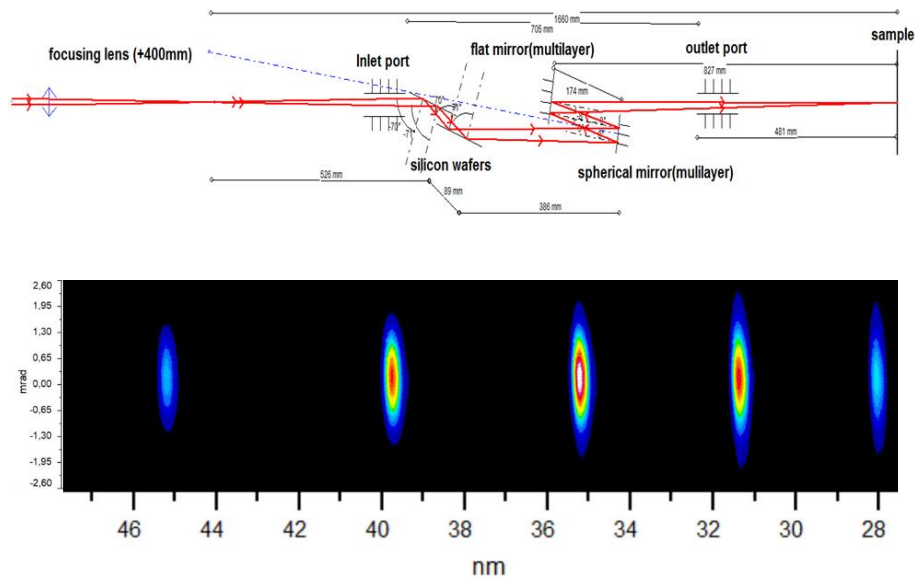 1660 mm
705 mm
sample
focusing lens (+400mm)
flat mirror(multilayer)
outlet port
Inlet port
827 mm
174 mm
70°
-70°
-71°
481 mm
silicon wafers
spherical mirror(mulilayer)
526 mm
89 mm
386 mm
2,60
1,95
1,30
0,65
0,00
-0,65
-1,30
-1,95
-2,60
mrad
46 44 42 40 38 36 34 32 30 28
nm